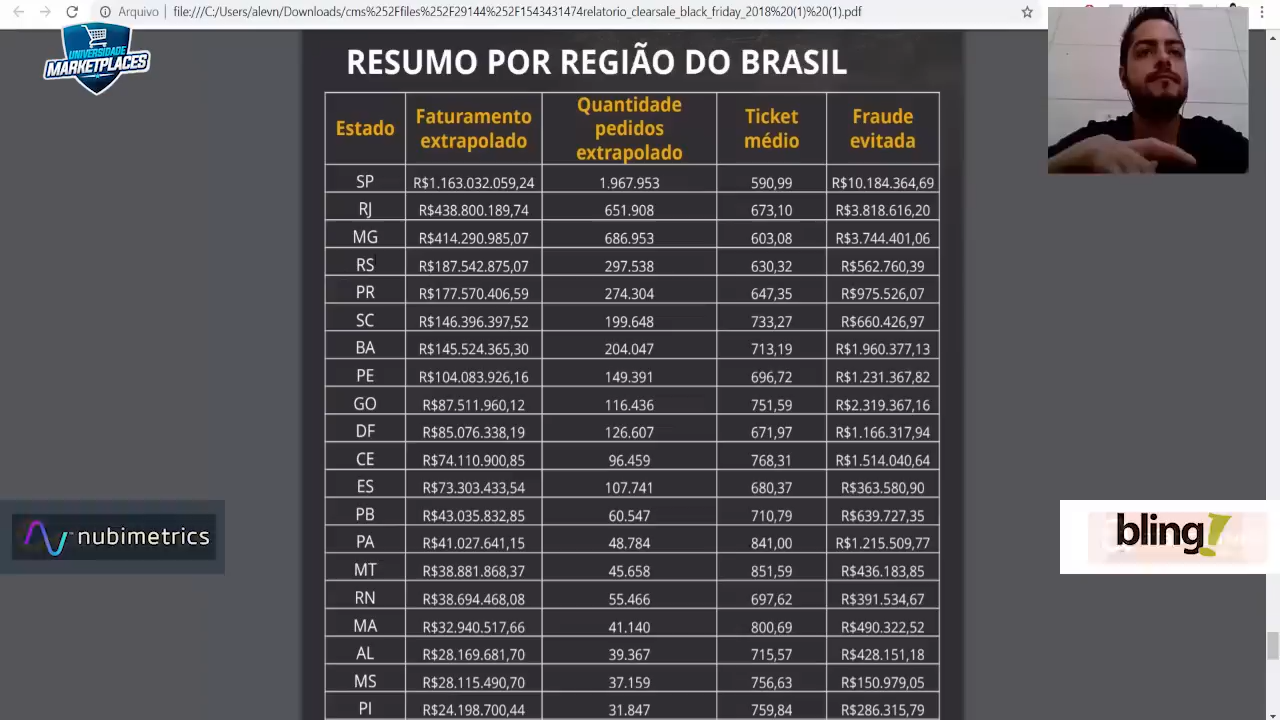 Arquivo | file:///C:/Users/alevn/Downloads/cms%252Ffiles%252F29144%252F1543431474relatorio_clearsale_black_friday_2018%20(1)%20(1).pdf
UNIVERSIDADE
MARKETPLACES
RESUMO POR REGIÃO DO BRASIL
Estado Faturamento extrapolado Quantidade pedidos extrapolado Ticket médio Fraude evitada
SP R$1.163.032.059,24 1.967.953 590,99 R$10.184.364,69
RJ R$438.800.189,74 651.908 673,10 R$3.818.616,20
MG R$414.290.985,07 686.953 603,08 R$3.744.401,06
RS R$187.542.875,07 297.538 630,32 R$562.760,39
PR R$177.570.406,59 274.304 647,35 R$975.526,07
SC R$146.396.397,52 199.648 733,27 R$660.426,97
BA R$145.524.365,30 204.047 713,19 R$1.960.377,13
PE R$104.083.926,16 149.391 696,72 R$1.231.367,82
GO R$87.511.960,12 116.436 751,59 R$2.319.367,16
DF R$85.076.338,19 126.607 671,97 R$1.166.317,94
CE R$74.110.900,85 96.459 768,31 R$1.514.040,64
ES R$73.303.433,54 107.741 680,37 R$363.580,90
PB R$43.035.832,85 60.547 710,79 R$639.727,35
PA R$41.027.641,15 48.784 841,00 R$1.215.509,77
MT R$38.881.868,37 45.658 851,59 R$436.183,85
RN R$38.694.468,08 55.466 697,62 R$391.534,67
MA R$32.940.517,66 41.140 800,69 R$490.322,52
AL R$28.169.681,70 39.367 715,57 R$428.151,18
MS R$28.115.490,70 37.159 756,63 R$150.979,05
PI R$24.198.700,44 31.847 759,84 R$286.315,79
nubimetrics
bling!